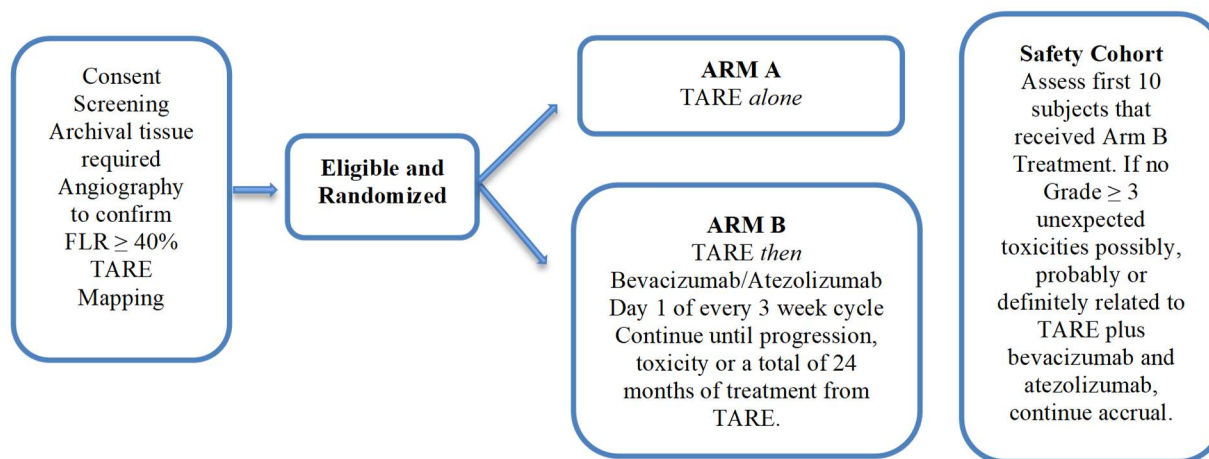 Consent
Screening
Archival tissue
required
Angiography
to confirm
FLR ≥ 40%
TARE
Mapping
Eligible and
Randomized
ARM A
TARE alone
ARM B
TARE then
Bevacizumab/Atezolizumab
Day 1 of every 3 week cycle
Continue until progression,
toxicity or a total of 24
months of treatment from
TARE.
Safety Cohort
Assess first 10
subjects that
received Arm B
Treatment. If no
Grade ≥ 3
unexpected
toxicities possibly,
probably or
definitely related to
TARE plus
bevacizumab and
atezolizumab,
continue accrual.